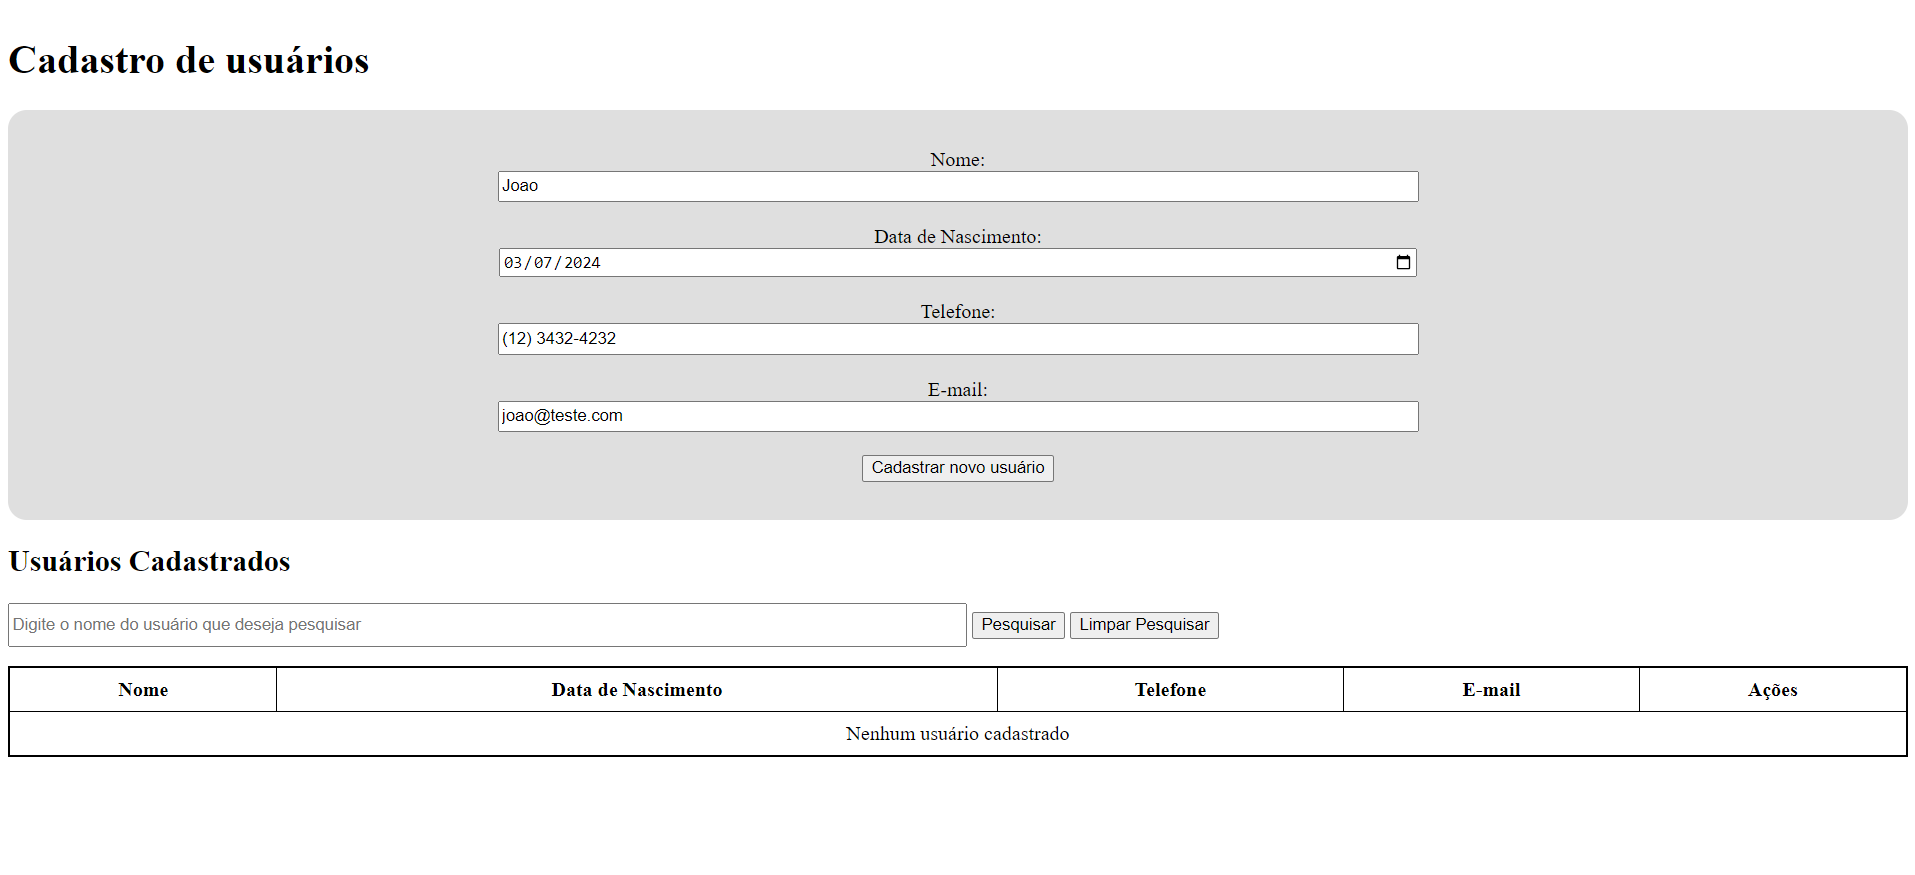 Cadastro de usuários
Nome:
Joao
Data de Nascimento:
03/07/2024
Telefone:
(12) 3432-4232
E-mail:
joao@teste.com
Cadastrar novo usuário
Usuários Cadastrados
Digite o nome do usuário que deseja pesquisar Pesquisar Limpar Pesquisar
Nome Data de Nascimento Telefone E-mail Ações
Nenhum usuário cadastrado